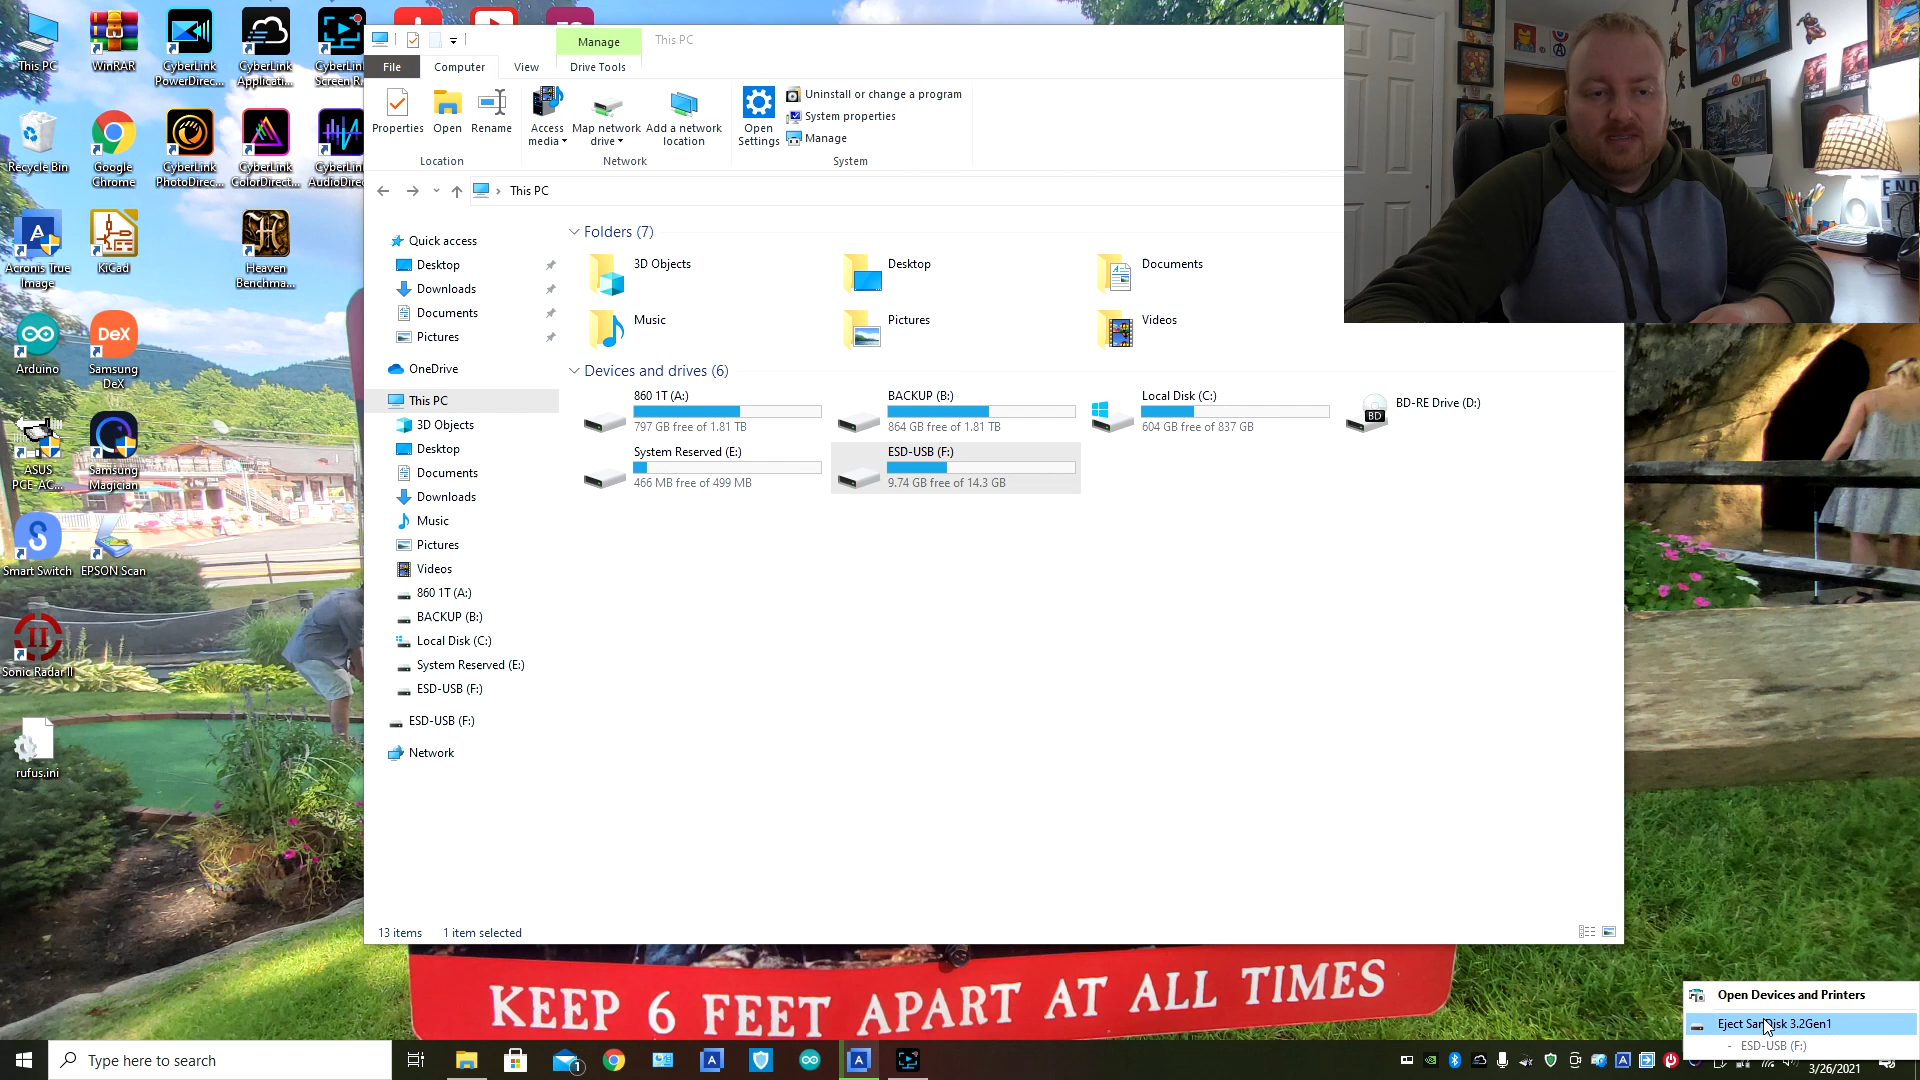 This PC
WinRAR
CyberLink PowerDirec...
CyberLink Applicati...
CyberLink Screen R...
Recycle Bin
Google Chrome
CyberLink PhotoDirec...
CyberLink ColorDirect...
CyberLink AudioDirec
Acronis True Image
KiCad
Heaven Benchma...
Arduino
DeX
Samsung DeX
ASUS PCE-AC...
Samsung Magician
Smart Switch
EPSON Scan
Sonic Radar II
rufus.ini
Manage
This PC
File
Computer
View
Drive Tools
Properties
Open
Rename
Access media
Map network drive
Add a network location
Open Settings
Uninstall or change a program
System properties
Manage
Location
Network
System
This PC
Quick access
Desktop
Downloads
Documents
Pictures
OneDrive
This PC
3D Objects
Desktop
Documents
Downloads
Music
Pictures
Videos
860 1T (A:)
BACKUP (B:)
Local Disk (C:)
System Reserved (E:)
ESD-USB (F:)
ESD-USB (F:)
Network
Folders (7)
3D Objects
Desktop
Documents
Music
Pictures
Videos
Devices and drives (6)
860 1T (A:)
797 GB free of 1.81 TB
BACKUP (B:)
864 GB free of 1.81 TB
Local Disk (C:)
604 GB free of 837 GB
BD
BD-RE Drive (D:)
System Reserved (E:)
466 MB free of 499 MB
ESD-USB (F:)
9.74 GB free of 14.3 GB
13 items
1 item selected
KEEP 6 FEET APART AT ALL TIMES
Open Devices and Printers
Eject SanDisk 3.2Gen1
- ESD-USB (F:)
Type here to search
3/26/2021